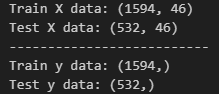 Train X data: (1594, 46)
Test X data: (532, 46)
-------------------------
Train y data: (1594,)
Test y data: (532,)